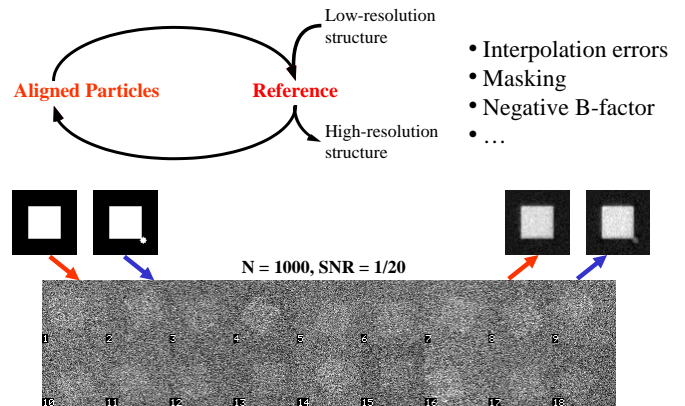 Low-resolution
structure
Aligned Particles
Reference
High-resolution
structure
• Interpolation errors
• Masking
• Negative B-factor
• …
N = 1000, SNR = 1/20
1 2 3 4 5 6 7 8 9
10 11 12 13 14 15 16 17 18